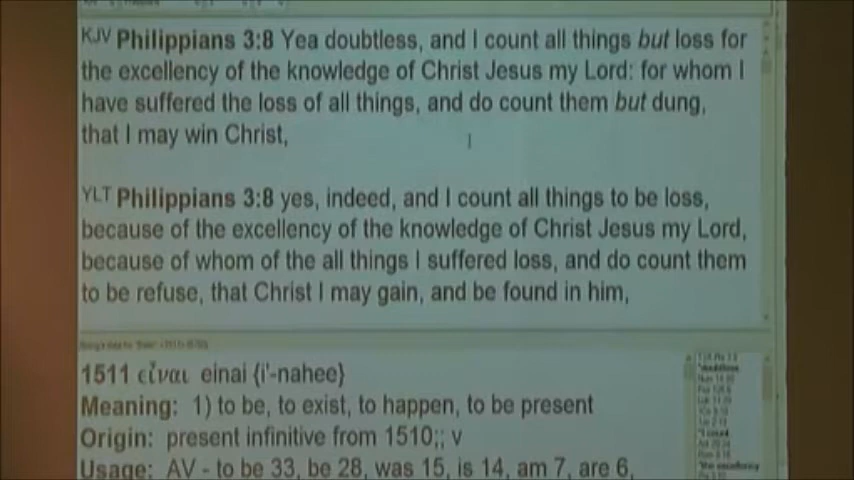 KJV Philippians 3:8 Yea doubtless, and I count all things but loss for
the excellency of the knowledge of Christ Jesus my Lord: for whom I
have suffered the loss of all things, and do count them but dung,
that I may win Christ,
YLT Philippians 3:8 yes, indeed, and I count all things to be loss,
because of the excellency of the knowledge of Christ Jesus my Lord,
because of whom of the all things I suffered loss, and do count them
to be refuse, that Christ I may gain, and be found in him,
1511 εἶναι einai {i'-nahee}
Meaning: 1) to be, to exist, to happen, to be present
Origin: present infinitive from 1510;; v
Usage: AV - to be 33, be 28, was 15, is 14, am 7, are 6,